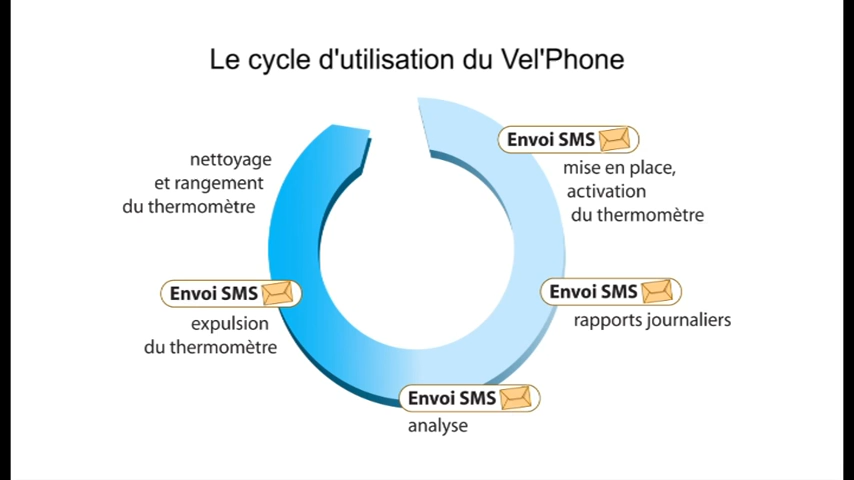 Le cycle d'utilisation du Vel'Phone
Envoi SMS
mise en place,
activation
du thermomètre
Envoi SMS
rapports journaliers
Envoi SMS
analyse
Envoi SMS
expulsion
du thermomètre
nettoyage
et rangement
du thermomètre